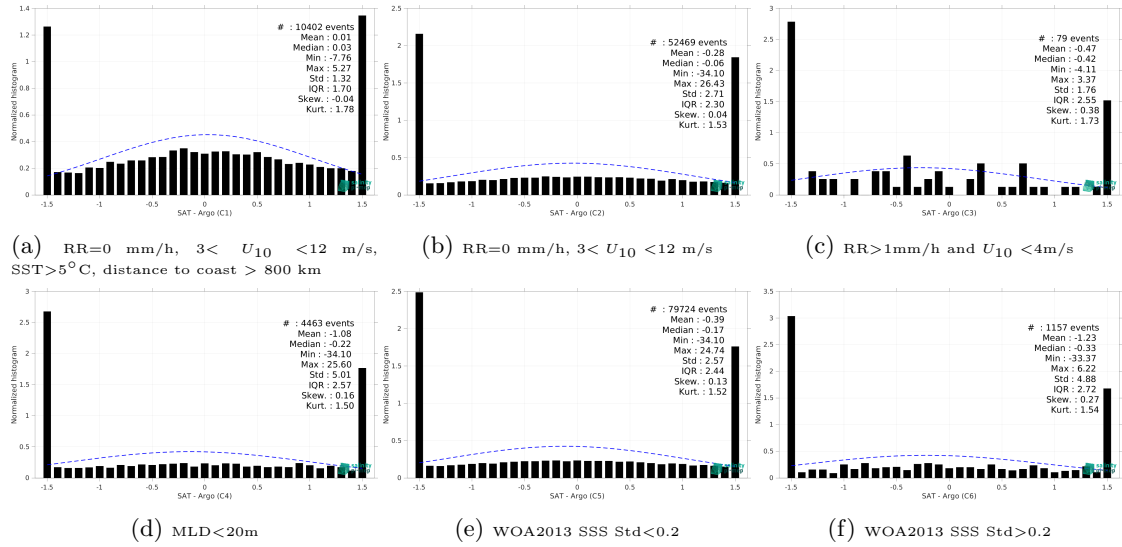 1.4
1.2
1
0.8
0.6
0.4
0.2
0
Normalized histogram
# : 10402 events
Mean : 0.01
Median : 0.03
Min : -7.76
Max : 5.27
Std : 1.32
IQR : 1.70
Skew. : -0.04
Kurt. : 1.78
-1.5 -1 -0.5 0 0.5 1 1.5
SAT - Argo (C1)
(a) RR=0 mm/h, 3< U10 <12 m/s,
SST>5°C, distance to coast > 800 km
2.5
2
1.5
1
0.5
0
Normalized histogram
# : 52469 events
Mean : -0.28
Median : -0.06
Min : -34.10
Max : 26.43
Std : 2.71
IQR : 2.30
Skew. : 0.04
Kurt. : 1.53
-1.5 -1 -0.5 0 0.5 1 1.5
SAT - Argo (C2)
(b) RR=0 mm/h, 3< U10 <12 m/s
3
2.5
2
1.5
1
0.5
0
Normalized histogram
# : 79 events
Mean : -0.47
Median : -0.42
Min : -4.11
Max : 3.37
Std : 1.76
IQR : 2.55
Skew. : 0.38
Kurt. : 1.73
-1.5 -1 -0.5 0 0.5 1 1.5
SAT - Argo (C3)
(c) RR>1mm/h and U10 <4m/s
3
2.5
2
1.5
1
0.5
0
Normalized histogram
# : 4463 events
Mean : -1.08
Median : -0.22
Min : -34.10
Max : 25.60
Std : 5.01
IQR : 2.57
Skew. : 0.16
Kurt. : 1.50
-1.5 -1 -0.5 0 0.5 1 1.5
SAT - Argo (C4)
(d) MLD<20m
2.5
2
1.5
1
0.5
0
Normalized histogram
# : 79724 events
Mean : -0.39
Median : -0.17
Min : -34.10
Max : 24.74
Std : 2.57
IQR : 2.44
Skew. : 0.13
Kurt. : 1.52
-1.5 -1 -0.5 0 0.5 1 1.5
SAT - Argo (C5)
(e) WOA2013 SSS Std<0.2
3.5
3
2.5
2
1.5
1
0.5
0
Normalized histogram
# : 1157 events
Mean : -1.23
Median : -0.33
Min : -33.37
Max : 6.22
Std : 4.88
IQR : 2.72
Skew. : 0.27
Kurt. : 1.54
-1.5 -1 -0.5 0 0.5 1 1.5
SAT - Argo (C6)
(f) WOA2013 SSS Std>0.2